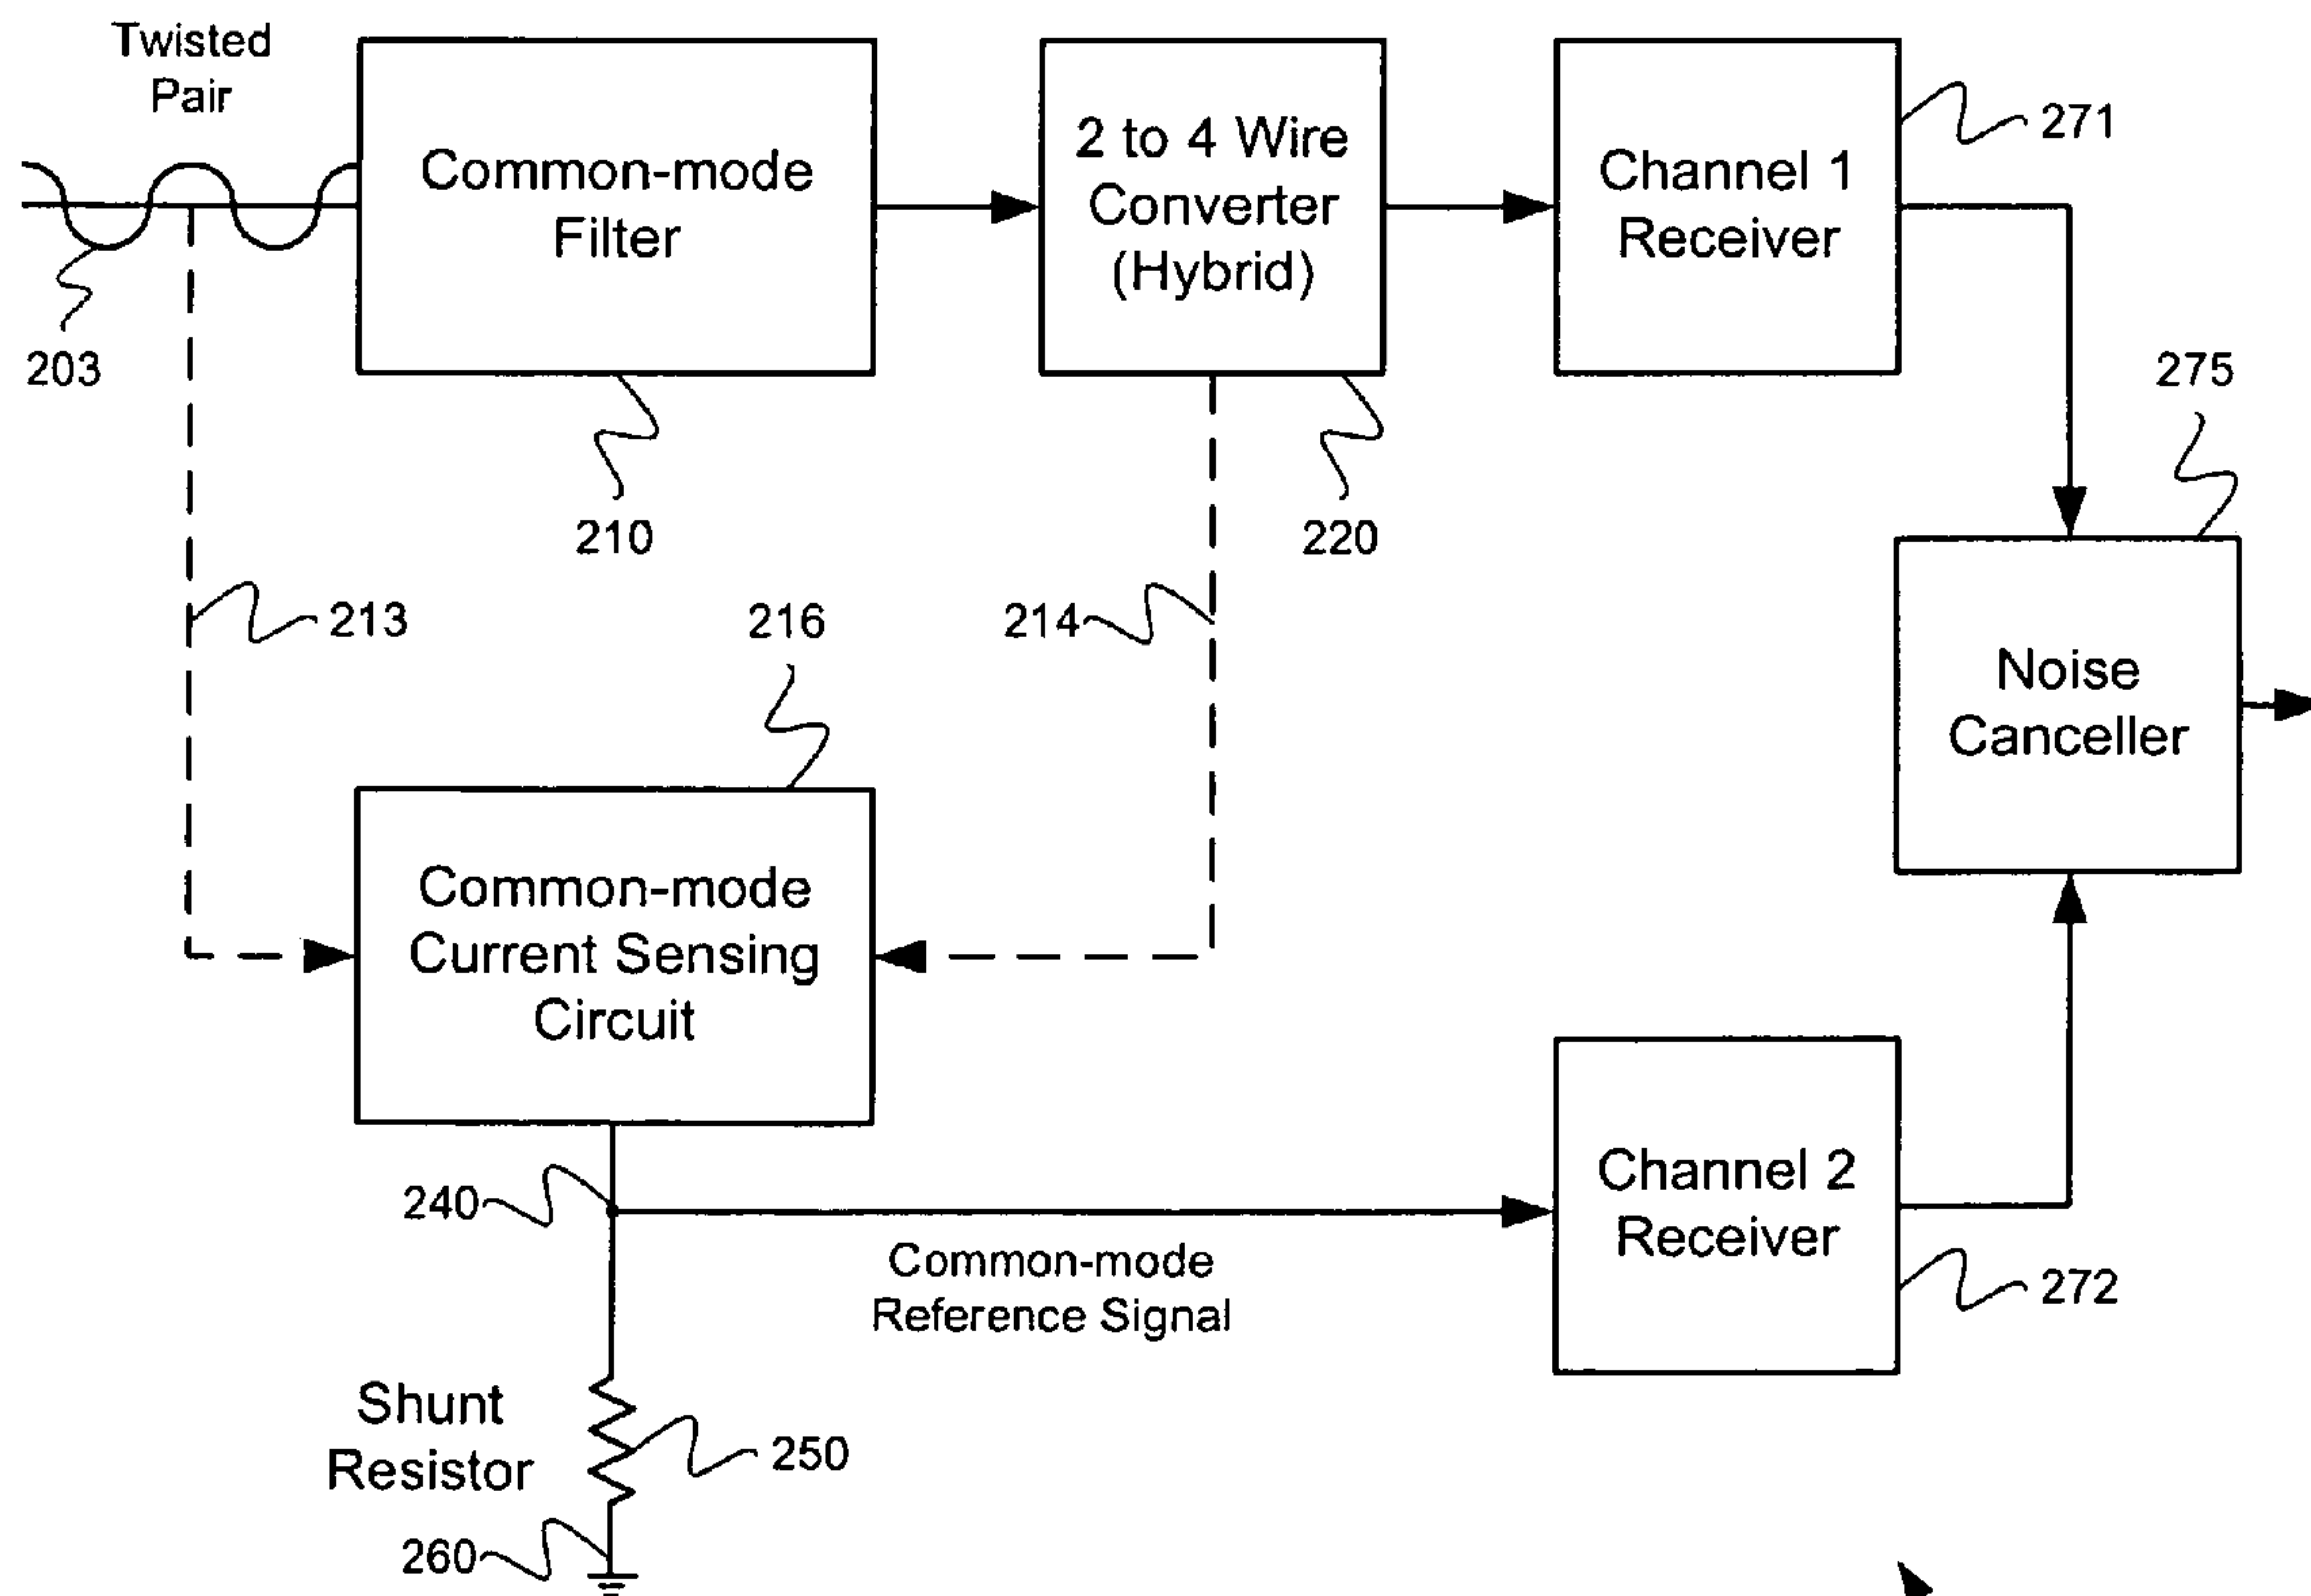 Twisted
Pair
Common-mode
Filter
2 to 4 Wire
Converter
(Hybrid)
Channel 1
Receiver
271
203
210
220
275
213
216
214
Noise
Canceller
Common-mode
Current Sensing
Circuit
240
Common-mode
Reference Signal
Channel 2
Receiver
272
Shunt
Resistor
250
260